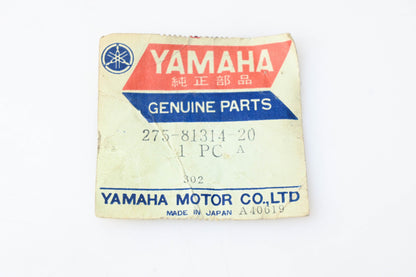 YAMAHA
純正部品
GENUINE PARTS
275-81314-20
1 PC A
302
YAMAHA MOTOR CO.,LTD
MADE IN JAPAN A40619